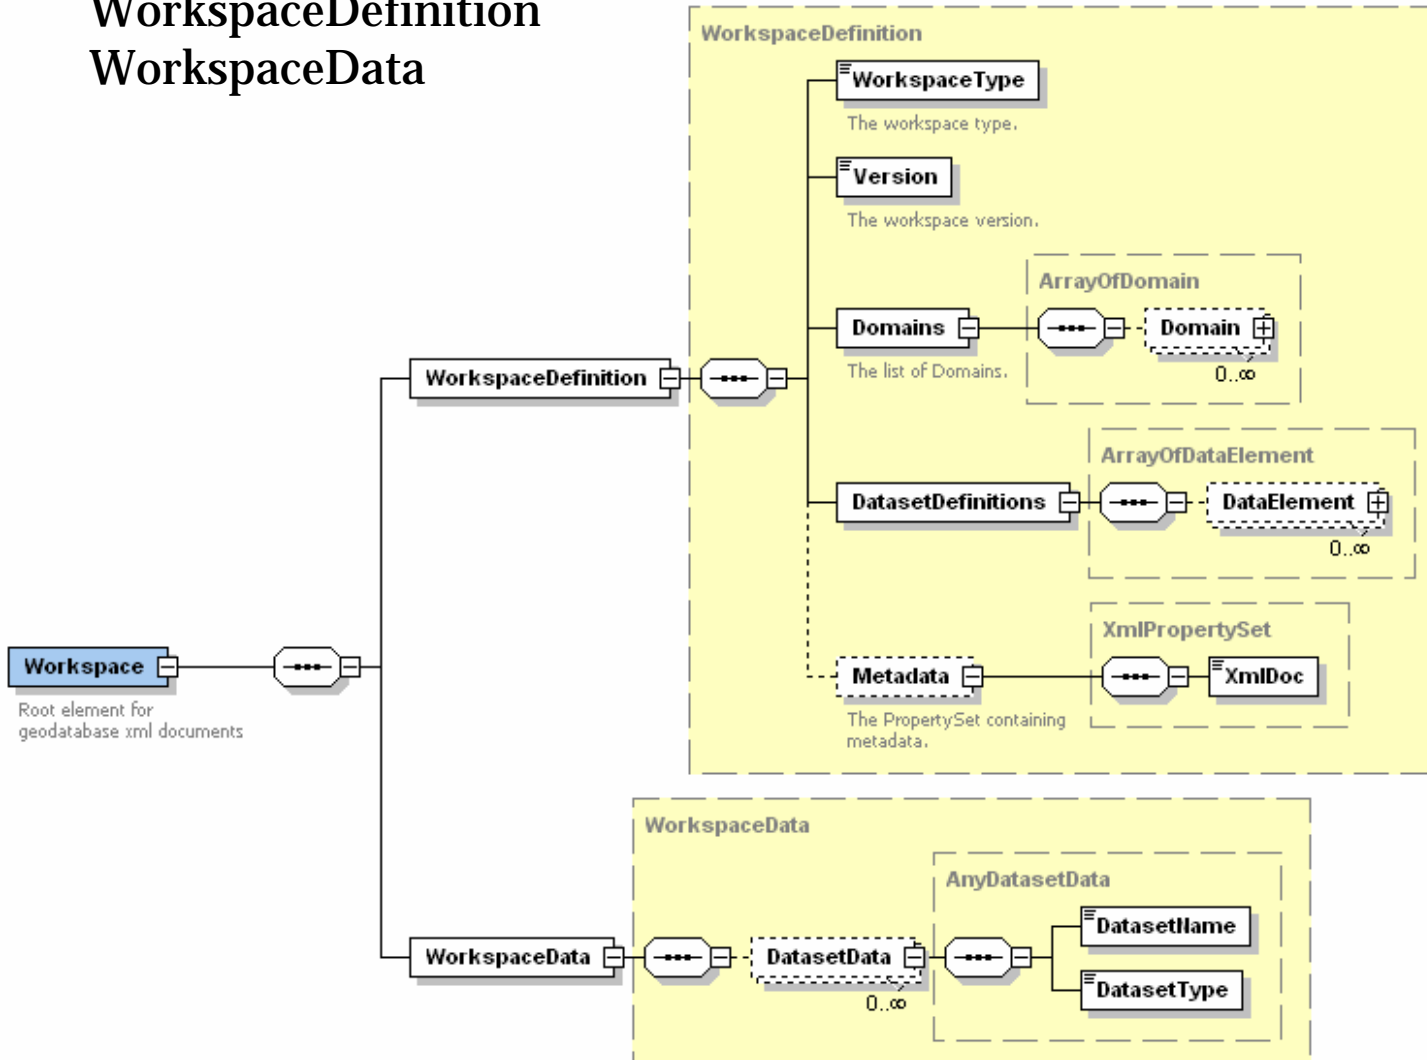 WorkspaceDefinition
WorkspaceData
WorkspaceDefinition
WorkspaceType
The workspace type.
Version
The workspace version.
ArrayOfDomain
Domains
Domain
The list of Domains.
0..∞
WorkspaceDefinition
ArrayOfDataElement
DatasetDefinitions
DataElement
0..∞
XmlPropertySet
Metadata
XmlDoc
The PropertySet containing
metadata.
Workspace
Root element for
geodatabase xml documents
WorkspaceData
AnyDatasetData
DatasetName
WorkspaceData
DatasetData
DatasetType
0..∞